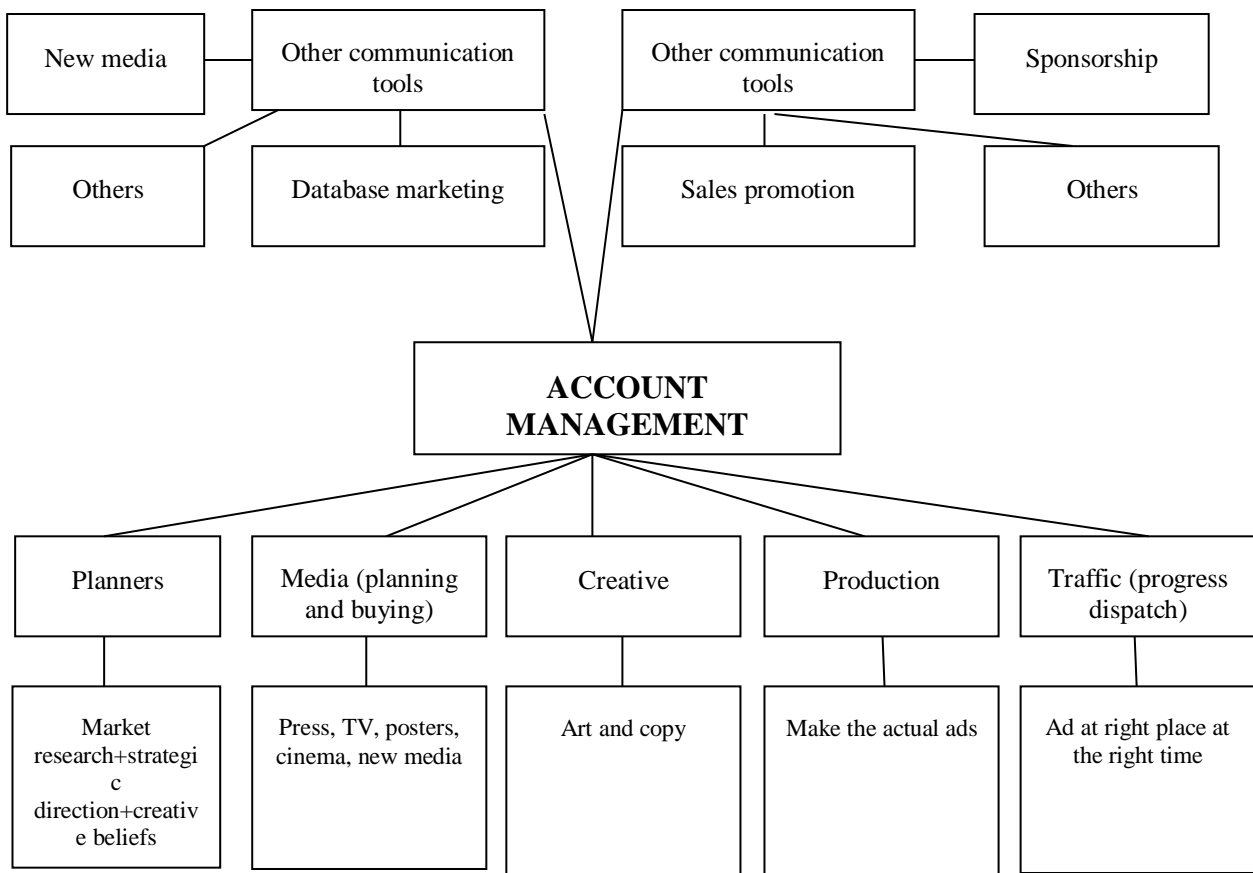 New media
Other communication
tools
Other communication
tools
Sponsorship
Others
Database marketing
Sales promotion
Others
ACCOUNT
MANAGEMENT
Planners
Media (planning
and buying)
Creative
Production
Traffic (progress
dispatch)
Market
research+strategi
c
direction+creativ
e beliefs
Press, TV, posters,
cinema, new media
Art and copy
Make the actual ads
Ad at right place at
the right time